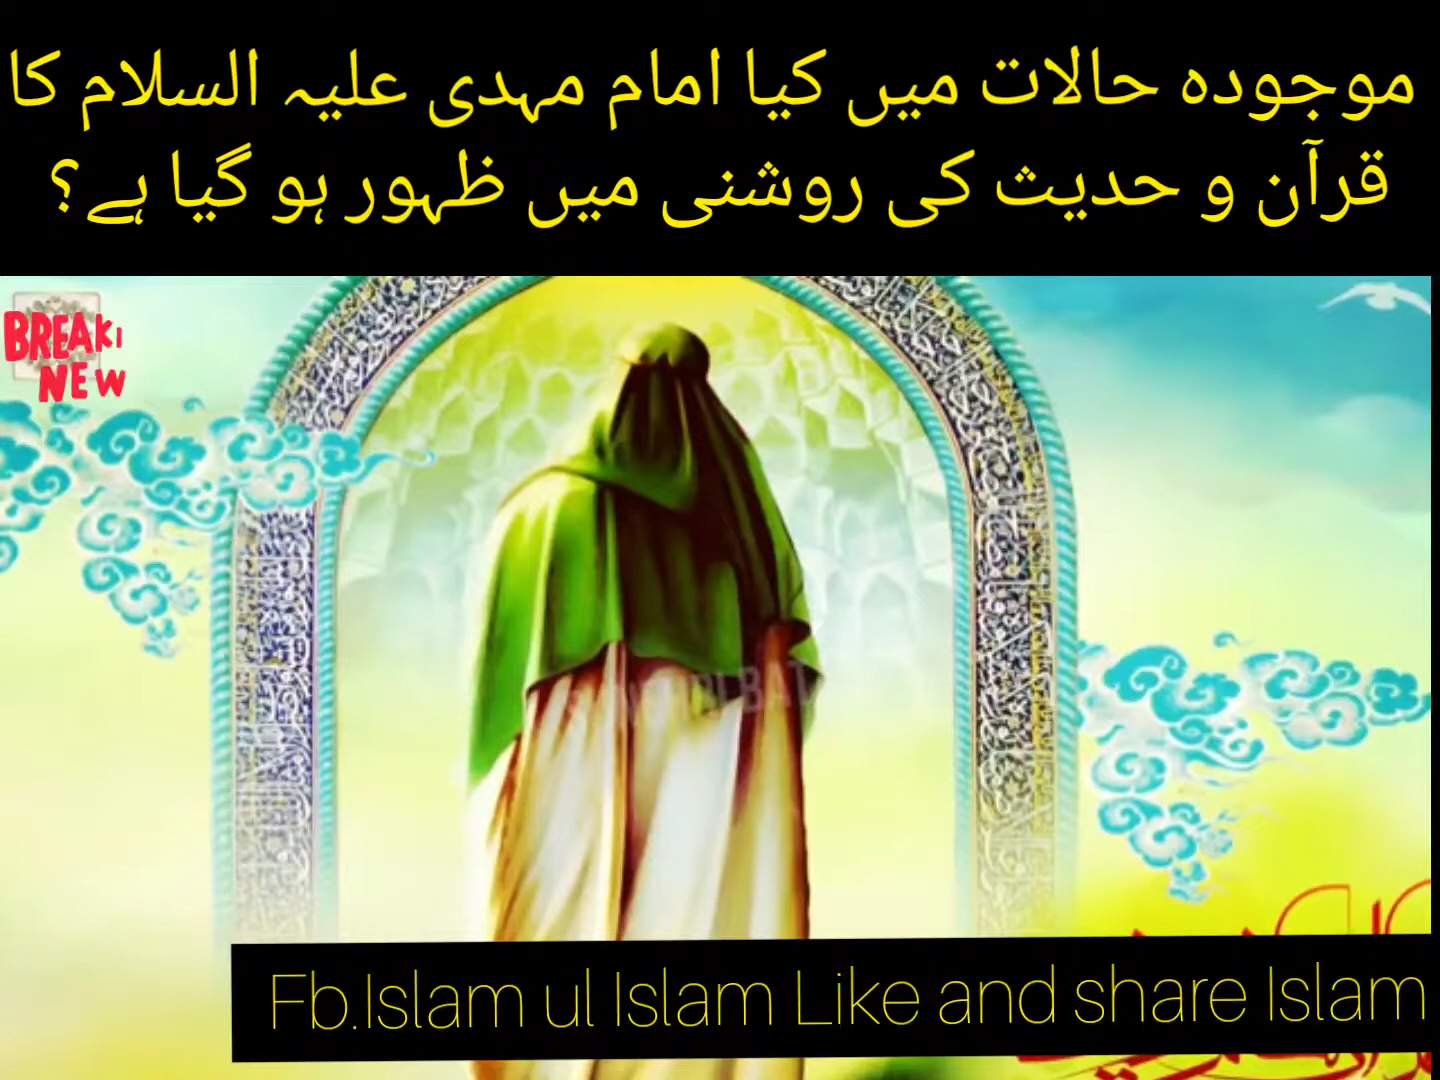 موجودہ حالات میں کیا امام مہدی علیہ السلام کا
قرآن و حدیث کی روشنی میں ظہور ہو گیا ہے؟
BREAKI
NEW
Fb.Islam ul Islam Like and share Islam